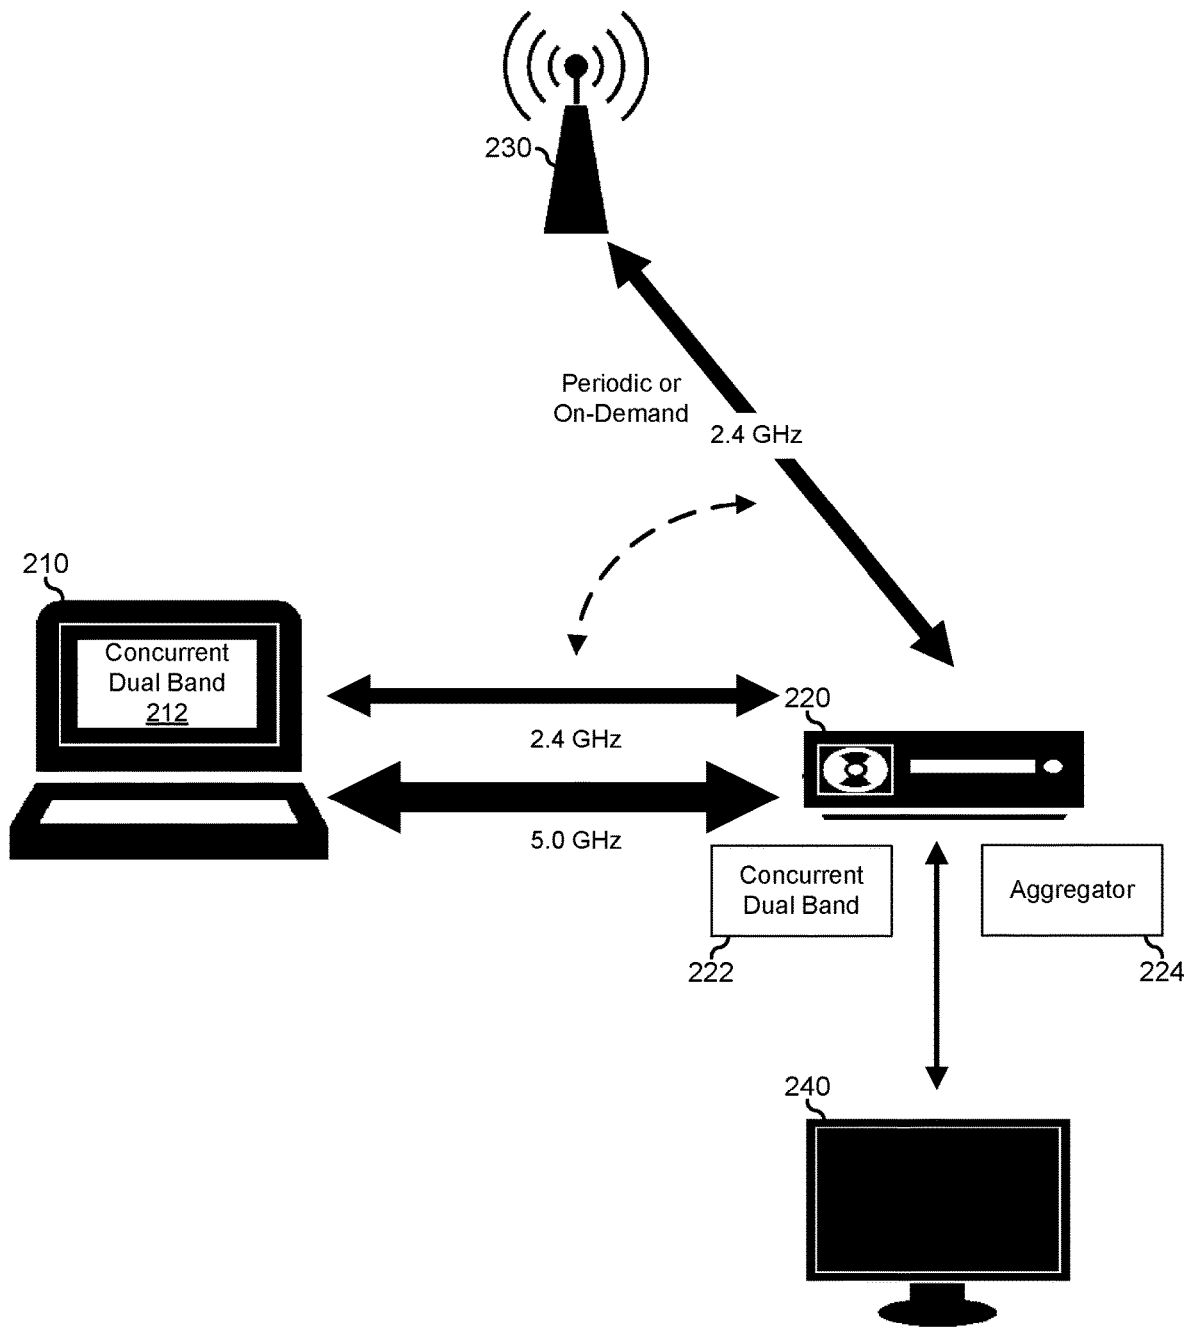 230
Periodic or
On-Demand
2.4 GHz
210
Concurrent
Dual Band
212
220
2.4 GHz
5.0 GHz
Concurrent
Dual Band
Aggregator
222
224
240